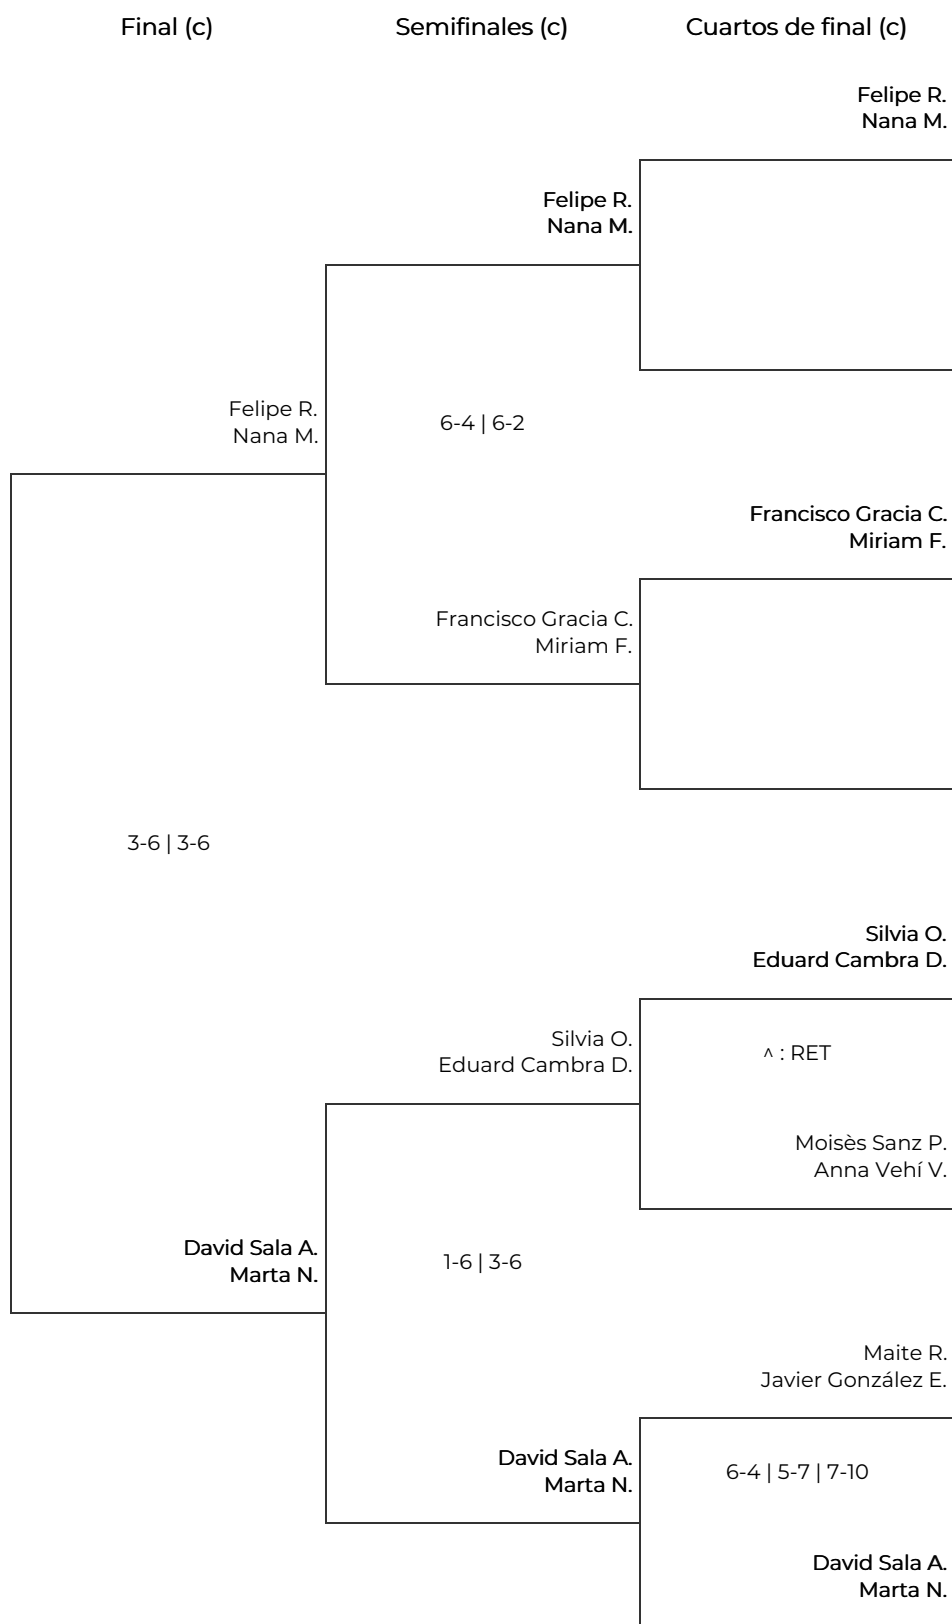 Final (c)
Semifinales (c)
Cuartos de final (c)
Felipe R.
Nana M.
Felipe R.
Nana M.
Felipe R.
Nana M.
6-4 | 6-2
Francisco Gracia C.
Miriam F.
Francisco Gracia C.
Miriam F.
3-6 | 3-6
Silvia O.
Eduard Cambra D.
Silvia O.
Eduard Cambra D.
^ : RET
Moisès Sanz P.
Anna Vehí V.
David Sala A.
Marta N.
1-6 | 3-6
Maite R.
Javier González E.
David Sala A.
Marta N.
6-4 | 5-7 | 7-10
David Sala A.
Marta N.